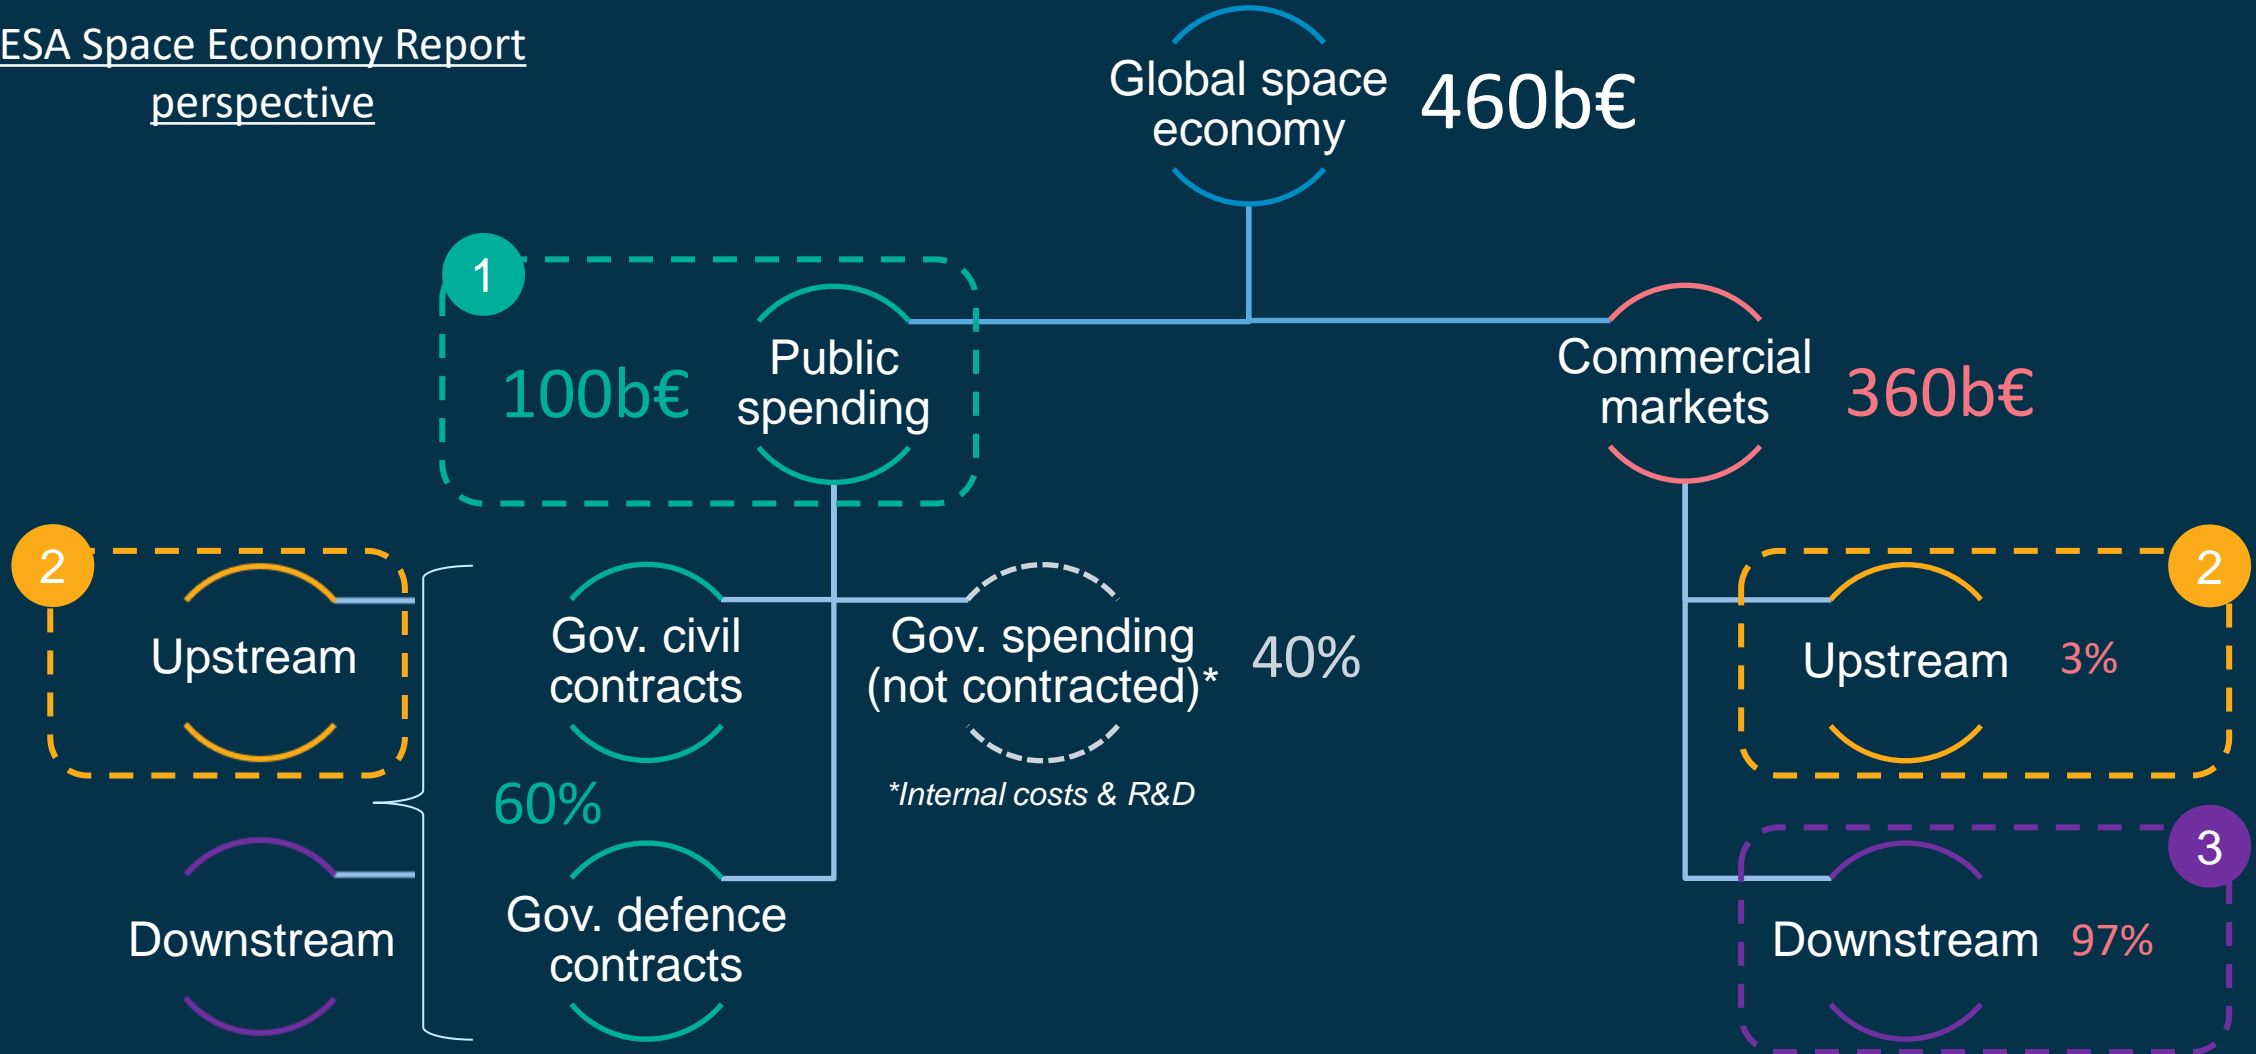 ESA Space Economy Report
perspective
Global space
economy
460b€
1
100b€
Public
spending
Commercial
markets
360b€
2
Upstream
Gov. civil
contracts
Gov. spending
(not contracted)*
40%
*Internal costs & R&D
2
Upstream
3%
60%
Downstream
Gov. defence
contracts
3
Downstream
97%